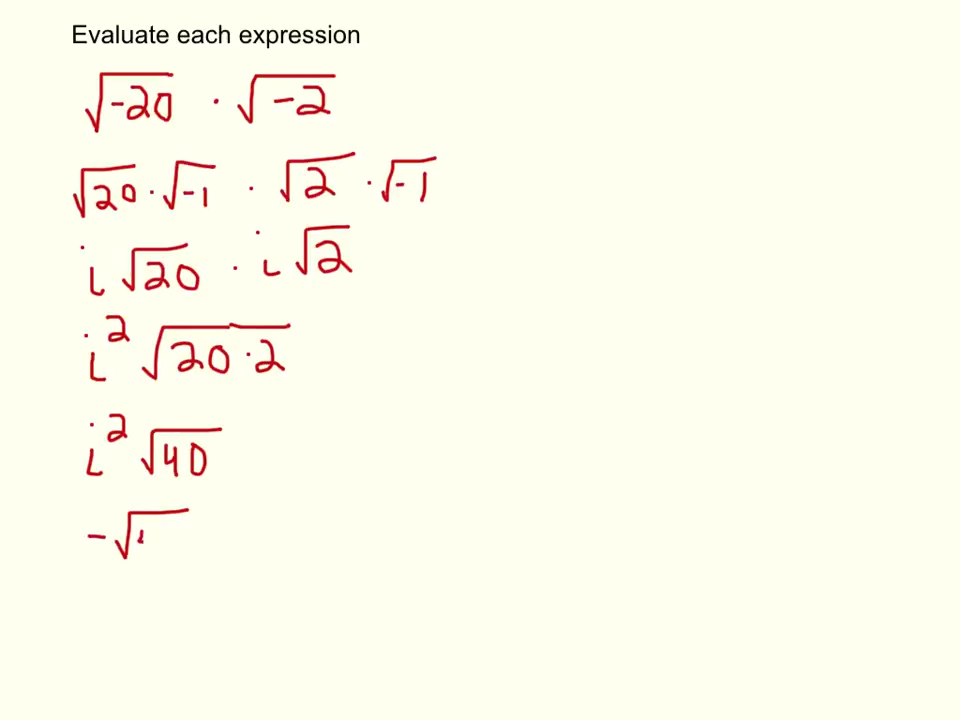 Evaluate each expression
√-20 · √-2
√20 · √-1 · √2 · √-1
i √20 · i √2
i² √20·2
i² √40
-√